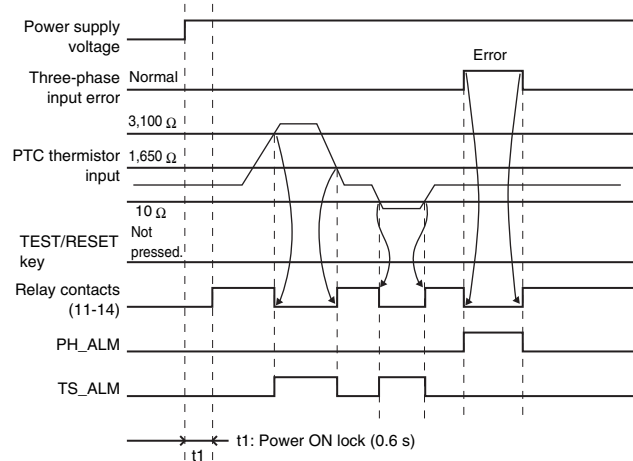 Power supply
voltage
Error
Three-phase
input error
Normal
3,100 Ω
PTC thermistor
input
1,650 Ω
10 Ω
TEST/RESET
key
Not
pressed.
Relay contacts
(11-14)
PH_ALM
TS_ALM
t1: Power ON lock (0.6 s)
t1